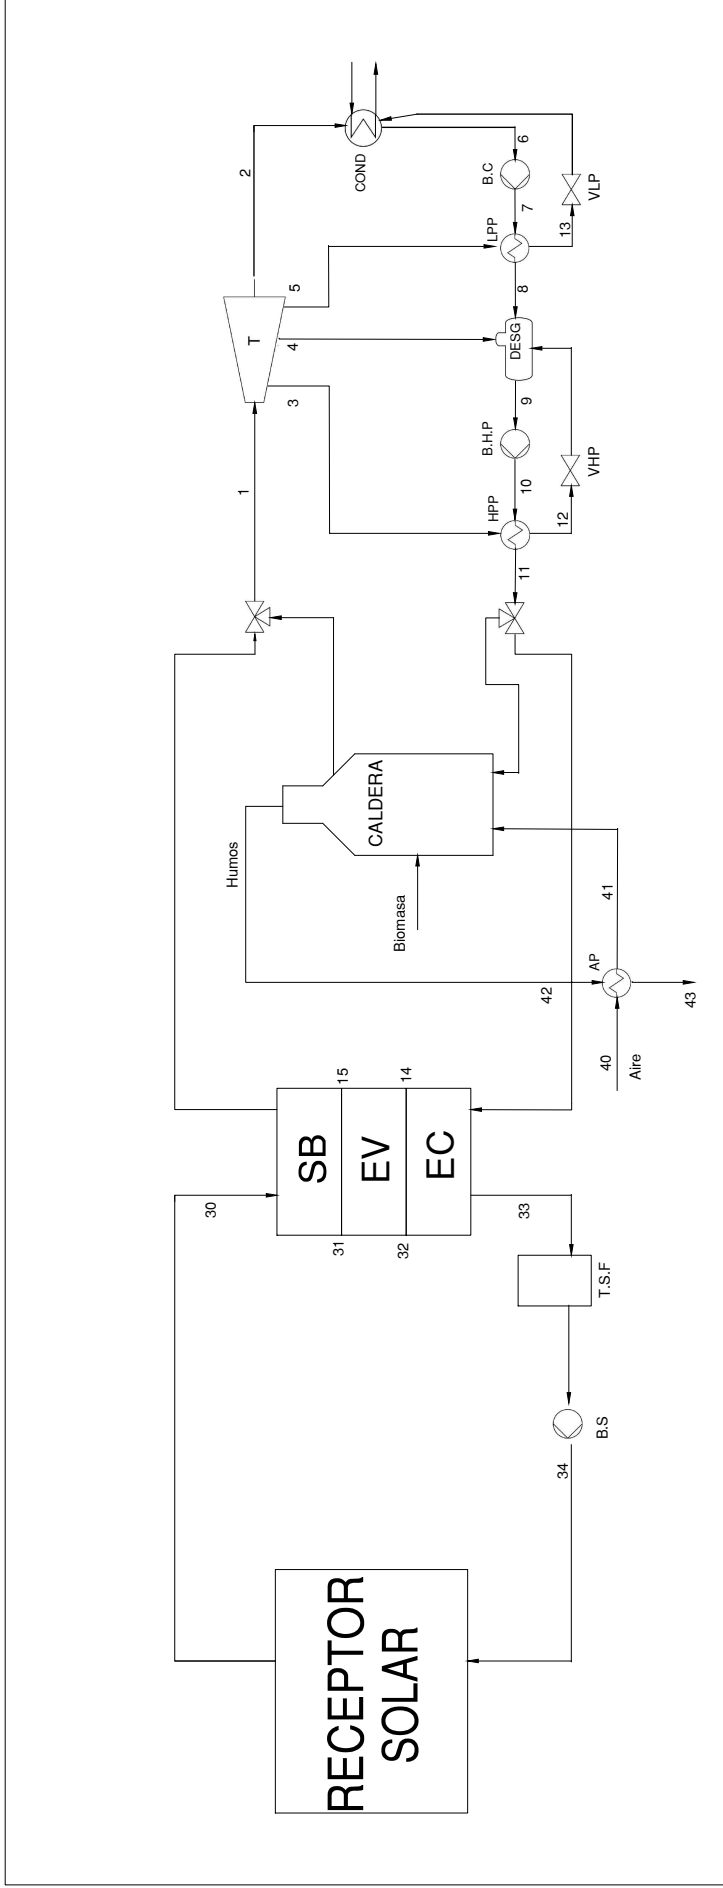 RECEPTOR
SOLAR
34
B.S
T.S.F
33
30
31
32
SB
EV
EC
15
14
Aire
40
43
42
AP
41
Humos
Biomasa
CALDERA
1
11
HPP
12
VHP
10
B.H.P
9
DESG
8
LPP
13
VLP
7
B.C
6
3
4
5
T
2
COND